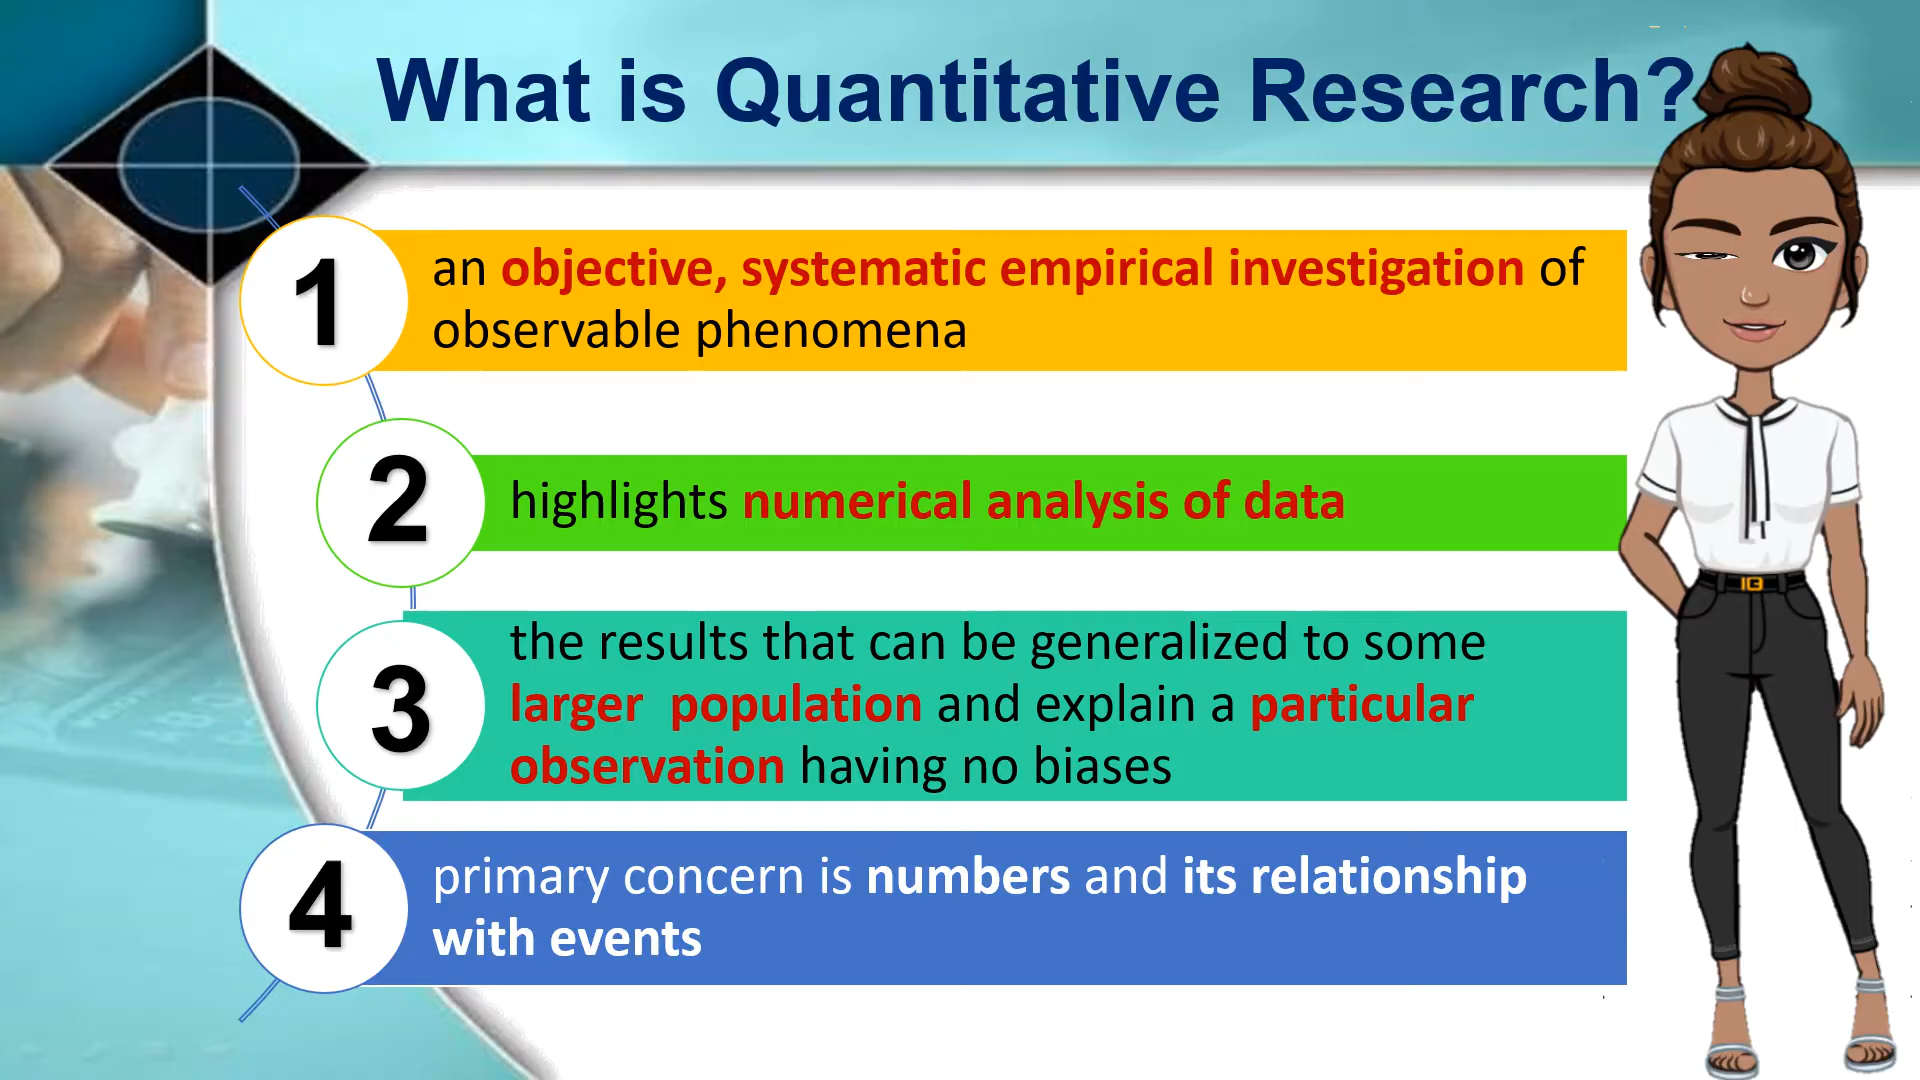 What is Quantitative Research?
1
an objective, systematic empirical investigation of
observable phenomena
2
highlights numerical analysis of data
3
the results that can be generalized to some
larger  population and explain a particular
observation having no biases
4
primary concern is numbers and its relationship
with events